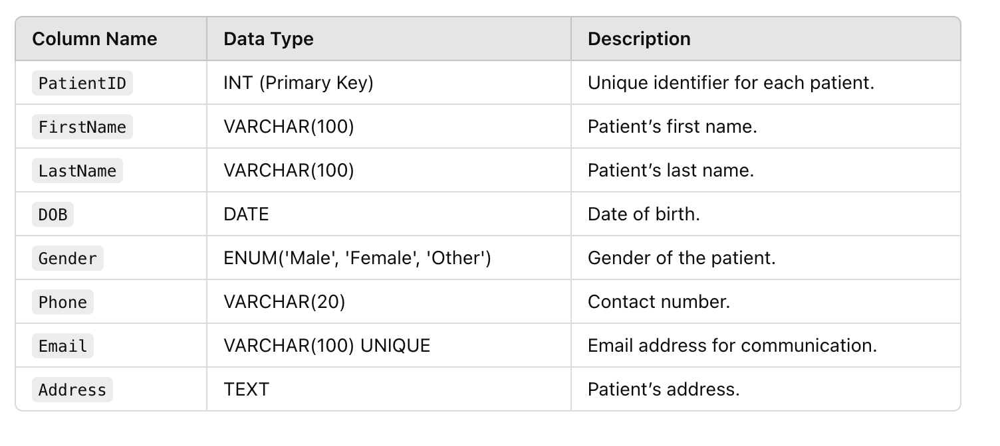 Column Name Data Type Description
PatientID INT (Primary Key) Unique identifier for each patient.
FirstName VARCHAR(100) Patient’s first name.
LastName VARCHAR(100) Patient’s last name.
DOB DATE Date of birth.
Gender ENUM('Male', 'Female', 'Other') Gender of the patient.
Phone VARCHAR(20) Contact number.
Email VARCHAR(100) UNIQUE Email address for communication.
Address TEXT Patient’s address.